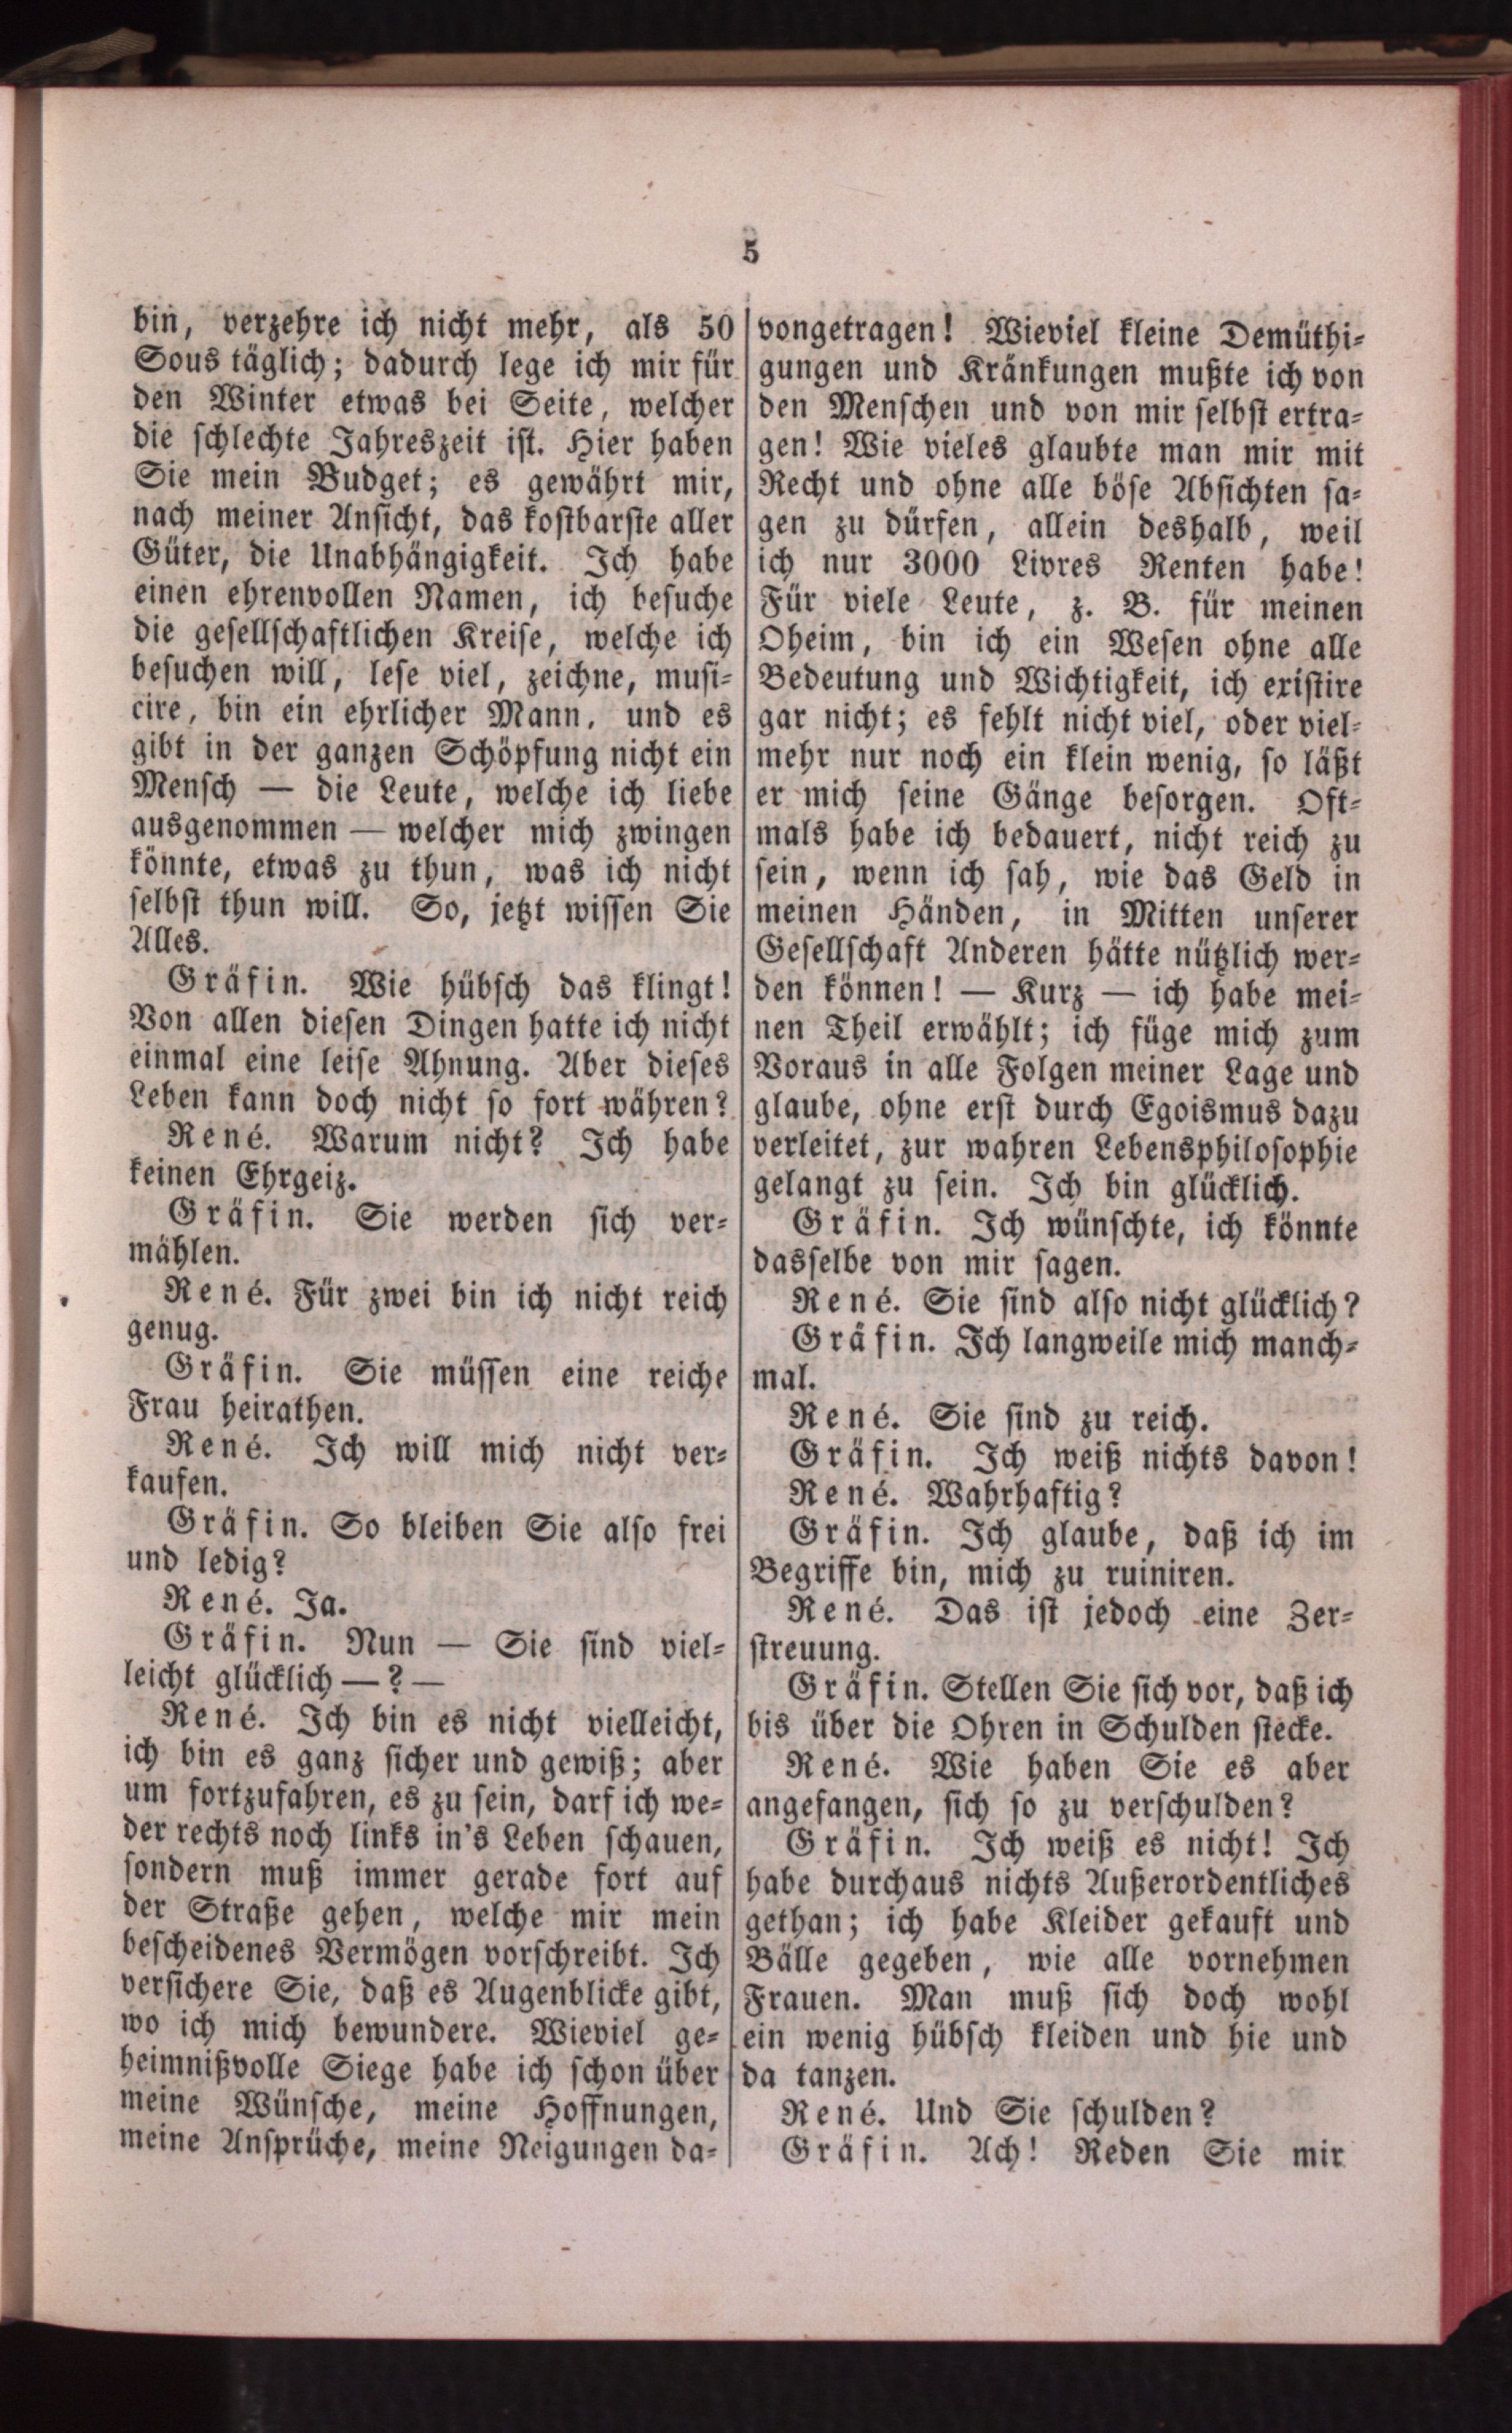 5
bin, verzehre ich nicht mehr, als 50
Sous täglich; dadurch lege ich mir für
den Winter etwas bei Seite, welcher
die schlechte Jahreszeit ist. Hier haben
Sie mein Budget; es gewährt mir,
nach meiner Ansicht, das kostbarste aller
Güter, die Unabhängigkeit. Ich habe
einen ehrenvollen Namen, ich besuche
die gesellschaftlichen Kreise, welche ich
besuchen will, lese viel, zeichne, musi-
cire, bin ein ehrlicher Mann, und es
gibt in der ganzen Schöpfung nicht ein
Mensch — die Leute, welche ich liebe
ausgenommen — welcher mich zwingen
könnte, etwas zu thun, was ich nicht
selbst thun will. So, jetzt wissen Sie
Alles.
Gräfin. Wie hübsch das klingt!
Von allen diesen Dingen hatte ich nicht
einmal eine leise Ahnung. Aber dieses
Leben kann doch nicht so fort währen?
René. Warum nicht? Ich habe
keinen Ehrgeiz.
Gräfin. Sie werden sich ver-
mählen.
René. Für zwei bin ich nicht reich
genug.
Gräfin. Sie müssen eine reiche
Frau heirathen.
René. Ich will mich nicht ver-
kaufen.
Gräfin. So bleiben Sie also frei
und ledig?
René. Ja.
Gräfin. Nun — Sie sind viel-
leicht glücklich — ? —
René. Ich bin es nicht vielleicht,
ich bin es ganz sicher und gewiß; aber
um fortzufahren, es zu sein, darf ich we-
der rechts noch links in's Leben schauen,
sondern muß immer gerade fort auf
der Straße gehen, welche mir mein
bescheidenes Vermögen vorschreibt. Ich
versichere Sie, daß es Augenblicke gibt,
wo ich mich bewundere. Wieviel ge-
heimnißvolle Siege habe ich schon über
meine Wünsche, meine Hoffnungen,
meine Ansprüche, meine Neigungen da-
vongetragen! Wieviel kleine Demüthi-
gungen und Kränkungen mußte ich von
den Menschen und von mir selbst ertra-
gen! Wie vieles glaubte man mir mit
Recht und ohne alle böse Absichten sa-
gen zu dürfen, allein deshalb, weil
ich nur 3000 Livres Renten habe!
Für viele Leute, z. B. für meinen
Oheim, bin ich ein Wesen ohne alle
Bedeutung und Wichtigkeit, ich existire
gar nicht; es fehlt nicht viel, oder viel-
mehr nur noch ein klein wenig, so läßt
er mich seine Gänge besorgen. Oft-
mals habe ich bedauert, nicht reich zu
sein, wenn ich sah, wie das Geld in
meinen Händen, in Mitten unserer
Gesellschaft Anderen hätte nützlich wer-
den können! — Kurz — ich habe mei-
nen Theil erwählt; ich füge mich zum
Voraus in alle Folgen meiner Lage und
glaube, ohne erst durch Egoismus dazu
verleitet, zur wahren Lebensphilosophie
gelangt zu sein. Ich bin glücklich.
Gräfin. Ich wünschte, ich könnte
dasselbe von mir sagen.
René. Sie sind also nicht glücklich?
Gräfin. Ich langweile mich manch-
mal.
René. Sie sind zu reich.
Gräfin. Ich weiß nichts davon!
René. Wahrhaftig?
Gräfin. Ich glaube, daß ich im
Begriffe bin, mich zu ruiniren.
René. Das ist jedoch eine Zer-
streuung.
Gräfin. Stellen Sie sich vor, daß ich
bis über die Ohren in Schulden stecke.
René. Wie haben Sie es aber
angefangen, sich so zu verschulden?
Gräfin. Ich weiß es nicht! Ich
habe durchaus nichts Außerordentliches
gethan; ich habe Kleider gekauft und
Bälle gegeben, wie alle vornehmen
Frauen. Man muß sich doch wohl
ein wenig hübsch kleiden und hie und
da tanzen.
René. Und Sie schulden?
Gräfin. Ach! Reden Sie mir